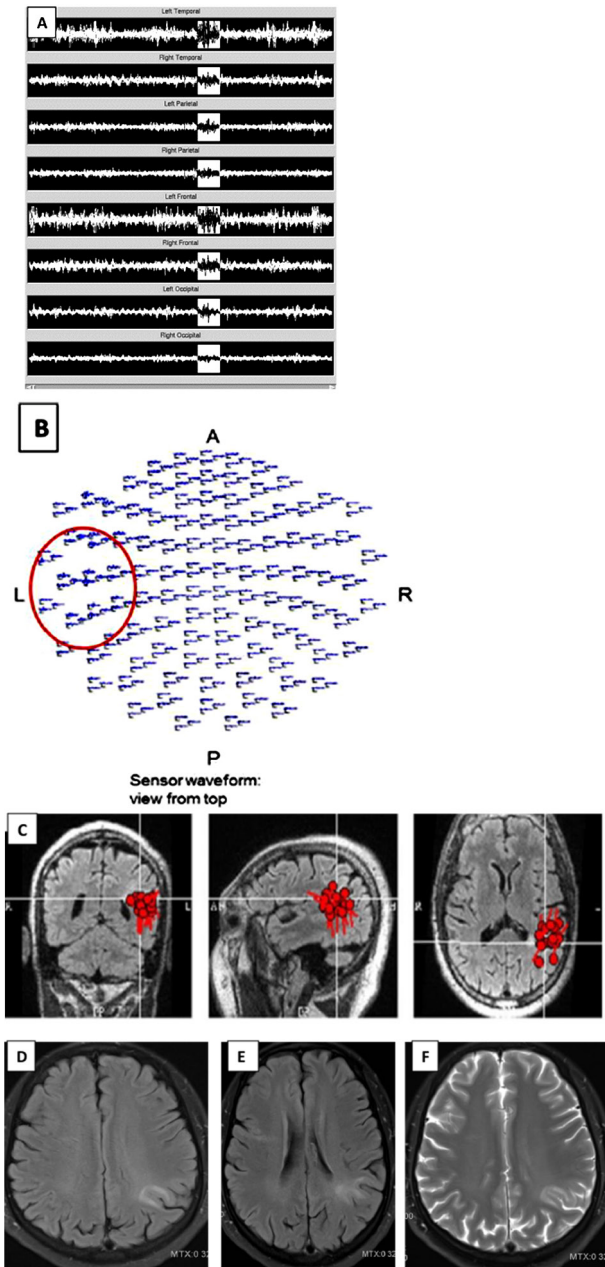 A
Left Temporal
Right Temporal
Left Parietal
Right Parietal
Left Frontal
Right Frontal
Left Occipital
Right Occipital
B
A
L
R
P
Sensor waveform:
view from top
C
R
L
A
R
D
E
F
MTX:0 32
MTX:0 32
00
MTX:0 32